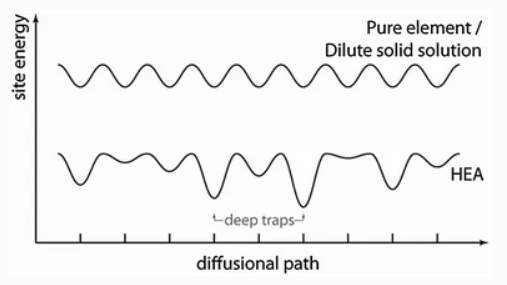 Pure element /
Dilute solid solution
site energy
HEA
deep traps
diffusional path